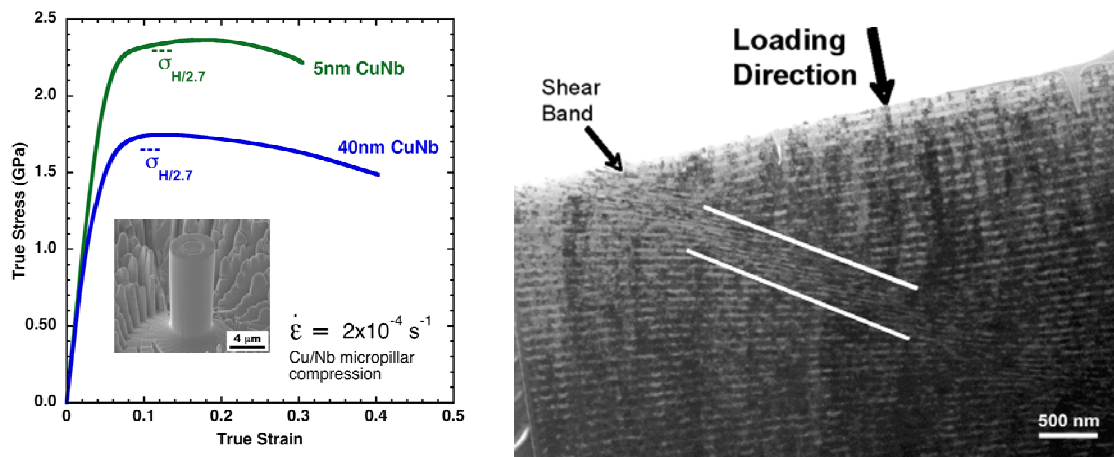 2.5
2.0
1.5
1.0
0.50
0.0
0
0.1
0.2
0.3
0.4
0.5
True Stress (GPa)
True Strain
σ
H/2.7
5nm CuNb
σ
H/2.7
40nm CuNb
4 μm
ε̇ = 2x10⁻⁴ s⁻¹
Cu/Nb micropillar
compression
Loading
Direction
Shear
Band
500 nm